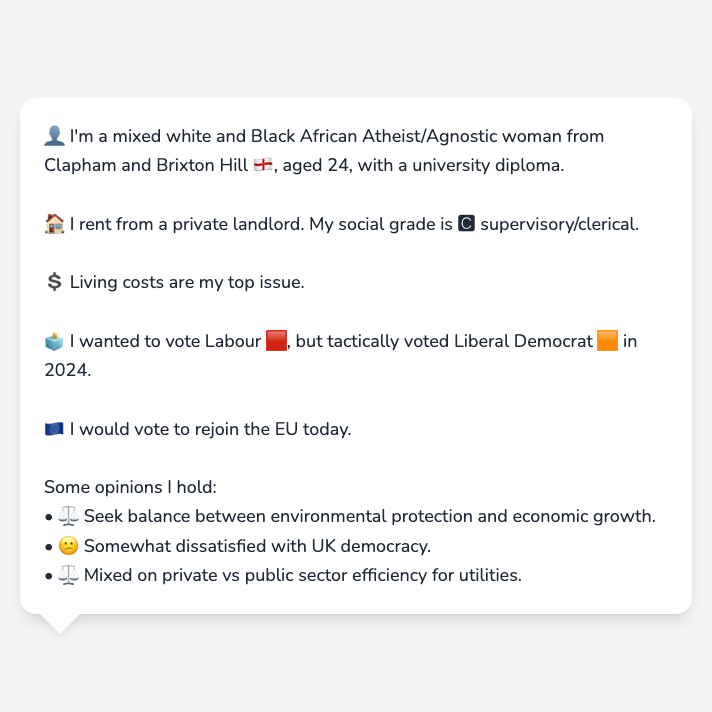 👤 I'm a mixed white and Black African Atheist/Agnostic woman from
Clapham and Brixton Hill 🏴󠁧󠁢󠁥󠁮󠁧󠁿, aged 24, with a university diploma.
🏠 I rent from a private landlord. My social grade is 🅲 supervisory/clerical.
💲 Living costs are my top issue.
🗳️ I wanted to vote Labour 🟥, but tactically voted Liberal Democrat 🟧 in
2024.
🇪🇺 I would vote to rejoin the EU today.
Some opinions I hold:
• ⚖️ Seek balance between environmental protection and economic growth.
• 😕 Somewhat dissatisfied with UK democracy.
• ⚖️ Mixed on private vs public sector efficiency for utilities.